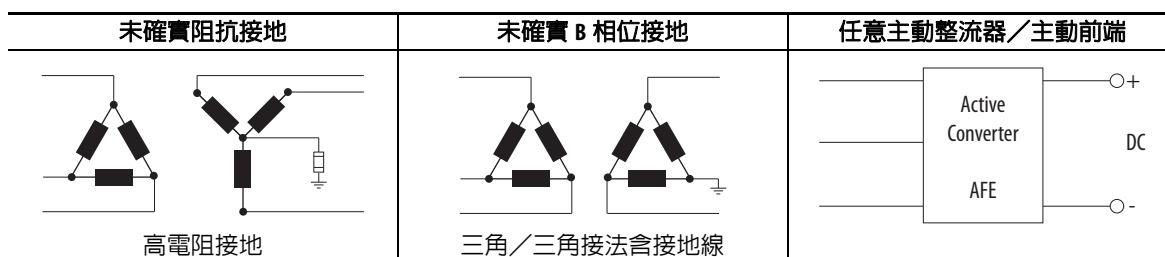 未確實阻抗接地
未確實 B 相位接地
任意主動整流器／主動前端
高電阻接地
三角／三角接法含接地線
Active
Converter
AFE
+
DC
-